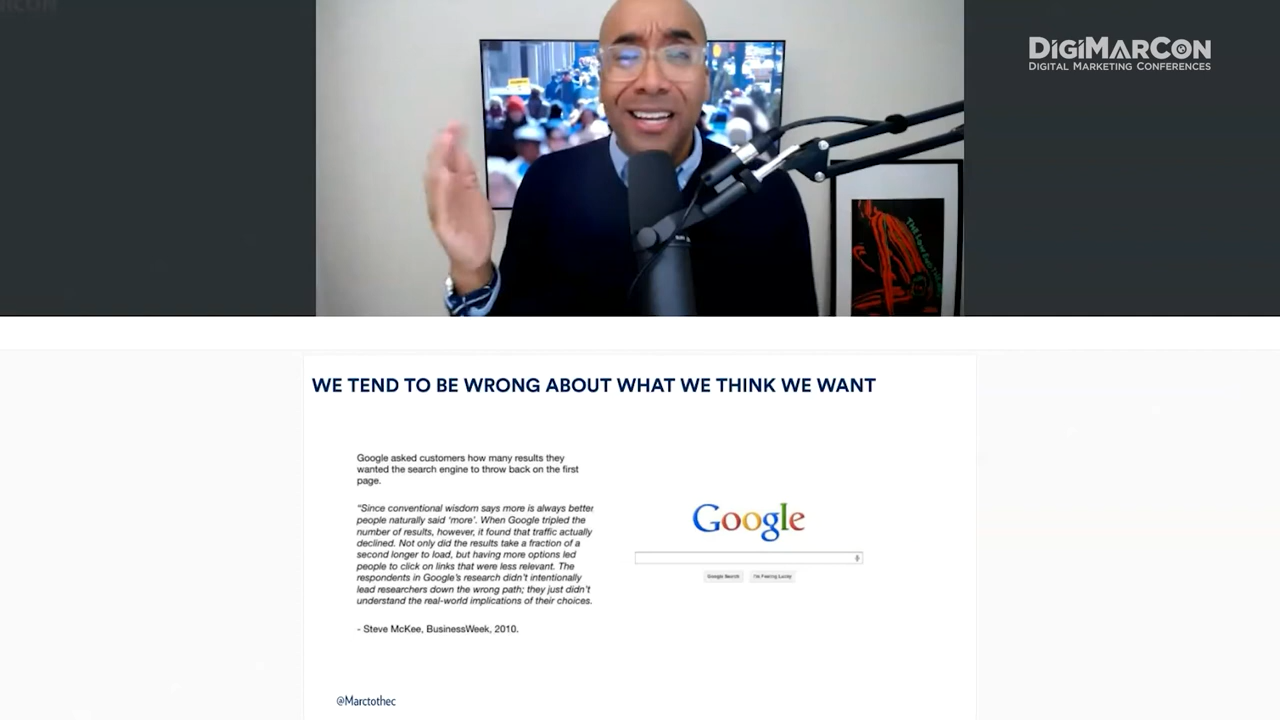 DIGIMARCON
DIGITAL MARKETING CONFERENCES
THE LOW END
WE TEND TO BE WRONG ABOUT WHAT WE THINK WE WANT
Google asked customers how many results they
wanted the search engine to throw back on the first
page.
"Since conventional wisdom says more is always better
people naturally said 'more'. When Google tripled the
number of results, however, it found that traffic actually
declined. Not only did the results take a fraction of a
second longer to load, but having more options led
people to click on links that were less relevant. The
respondents in Google's research didn't intentionally
lead researchers down the wrong path; they just didn't
understand the real-world implications of their choices.
- Steve McKee, BusinessWeek, 2010.
Google
Google Search I'm Feeling Lucky
@Marctothec